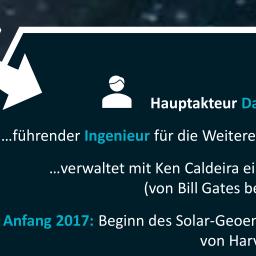 Hauptakteur Da
...führender Ingenieur für die Weitere
...verwaltet mit Ken Caldeira ei
(von Bill Gates be
Anfang 2017: Beginn des Solar-Geoer
von Harv